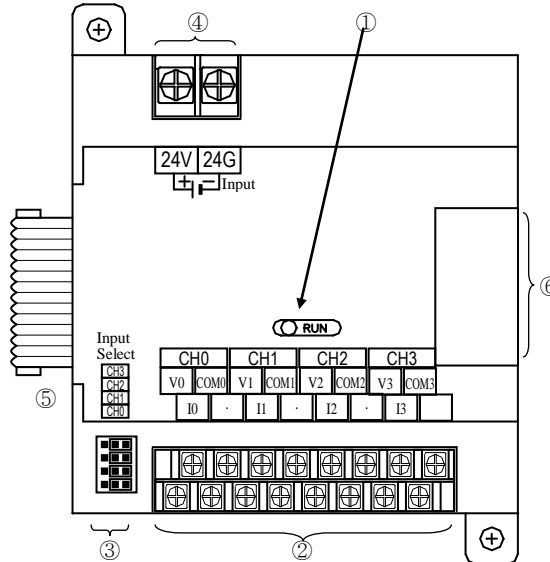 ④ ①
24V 24G
+ − Input
RUN
⑥
Input
Select
CH3
CH2
CH1
CH0
CH0 CH1 CH2 CH3
V0 COM0 V1 COM1 V2 COM2 V3 COM3
I0 · I1 · I2 · I3
⑤
③ ②